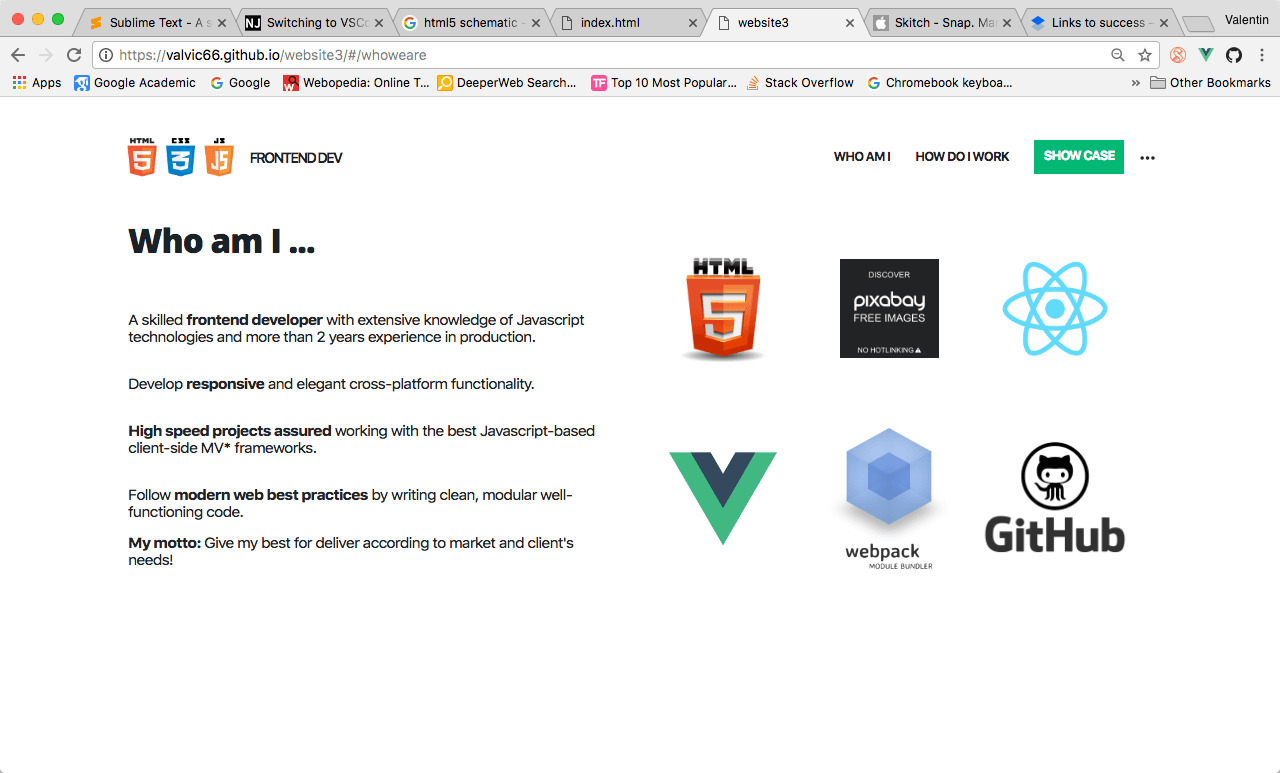 Sublime Text - A s
Switching to VSCo
html5 schematic -
index.html
website3
Skitch - Snap. Mar
Links to success -
Valentin
https://valvic66.github.io/website3/#/whoweare
Apps
Google Academic
Google
Webopedia: Online T...
DeeperWeb Search...
Top 10 Most Popular...
Stack Overflow
Chromebook keyboa...
»
Other Bookmarks
HTML CSS JS
5 3 JS
FRONTEND DEV
WHO AM I
HOW DO I WORK
SHOW CASE
Who am I ...
A skilled frontend developer with extensive knowledge of Javascript
technologies and more than 2 years experience in production.
Develop responsive and elegant cross-platform functionality.
High speed projects assured working with the best Javascript-based
client-side MV* frameworks.
Follow modern web best practices by writing clean, modular well-
functioning code.
My motto: Give my best for deliver according to market and client's
needs!
HTML
5
DISCOVER
pixabay
FREE IMAGES
NO HOTLINKING
webpack
MODULE BUNDLER
GitHub